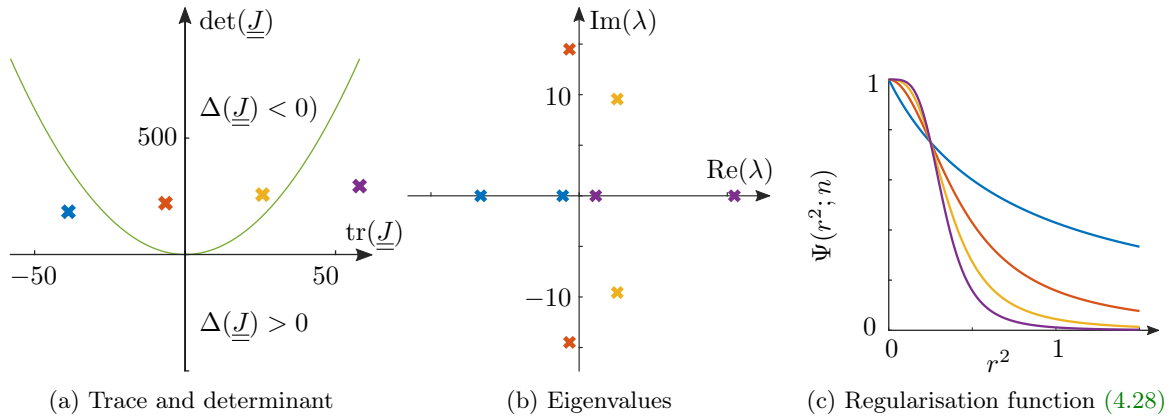 det(J)
Δ(J) < 0)
500
tr(J)
−50
50
Δ(J) > 0
(a) Trace and determinant
Im(λ)
10
Re(λ)
−10
(b) Eigenvalues
1
Ψ(r²; n)
0
0
1
r²
(c) Regularisation function (4.28)